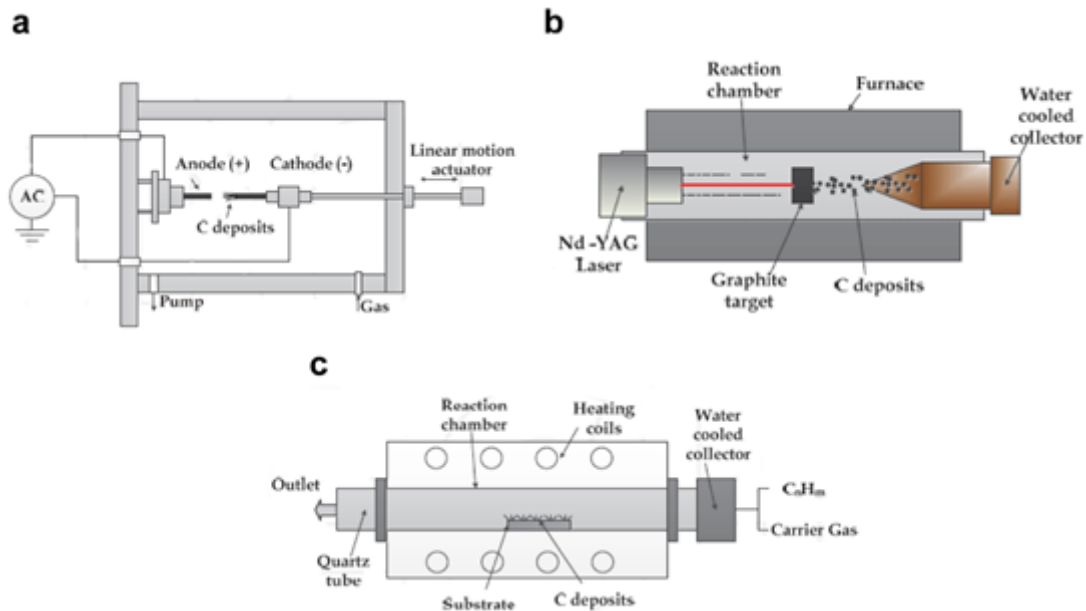 a
Anode (+)
Cathode (-)
Linear motion
actuator
AC
C deposits
Pump
Gas
b
Reaction
chamber
Furnace
Water
cooled
collector
Nd-YAG
Laser
Graphite
target
C deposits
c
Reaction
chamber
Heating
coils
Water
cooled
collector
Outlet
CnHm
Carrier Gas
Quartz
tube
Substrate
C deposits